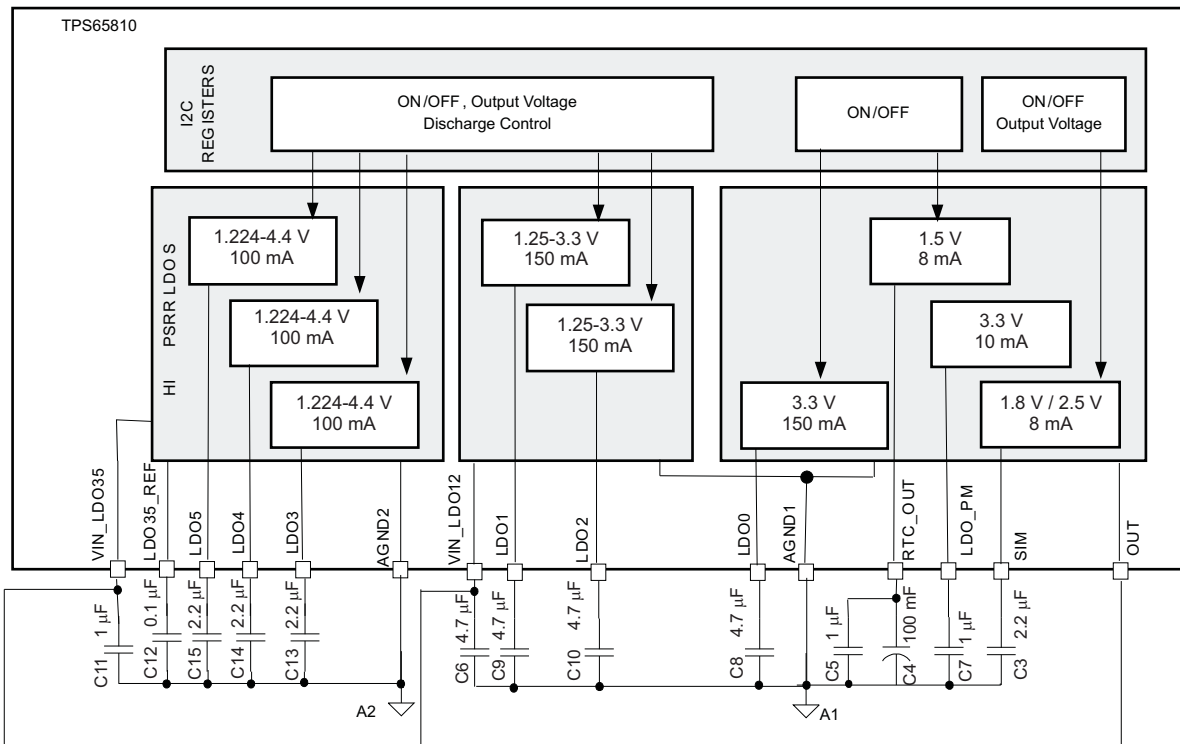 TPS65810
I2C
REGISTERS
ON/OFF , Output Voltage
Discharge Control
ON/OFF
ON/OFF
Output Voltage
HI PSRR LDO S
1.224-4.4 V
100 mA
1.224-4.4 V
100 mA
1.224-4.4 V
100 mA
1.25-3.3 V
150 mA
1.25-3.3 V
150 mA
1.5 V
8 mA
3.3 V
10 mA
3.3 V
150 mA
1.8 V / 2.5 V
8 mA
VIN_LDO35
LDO35_REF
LDO5
LDO4
LDO3
AGND2
VIN_LDO12
LDO1
LDO2
LDO0
AGND1
RTC_OUT
LDO_PM
SIM
OUT
C11 1 μF
C12 0.1 μF
C15 2.2 μF
C14 2.2 μF
C13 2.2 μF
C6 4.7 μF
C9 4.7 μF
C10 4.7 μF
C8 4.7 μF
C5 1 μF
C4 100 mF
C7 1 μF
C3 2.2 μF
A2
A1